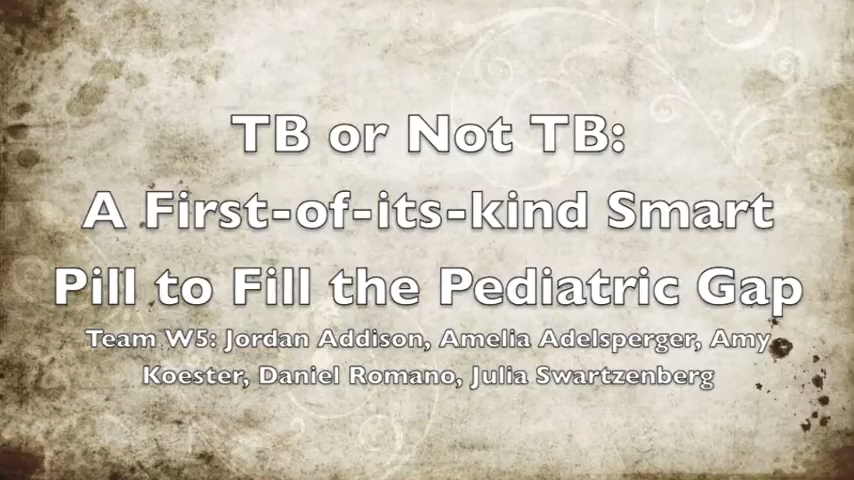 TB or Not TB:
A First-of-its-kind Smart
Pill to Fill the Pediatric Gap
Team W5: Jordan Addison, Amelia Adelsperger, Amy
Koester, Daniel Romano, Julia Swartzenberg